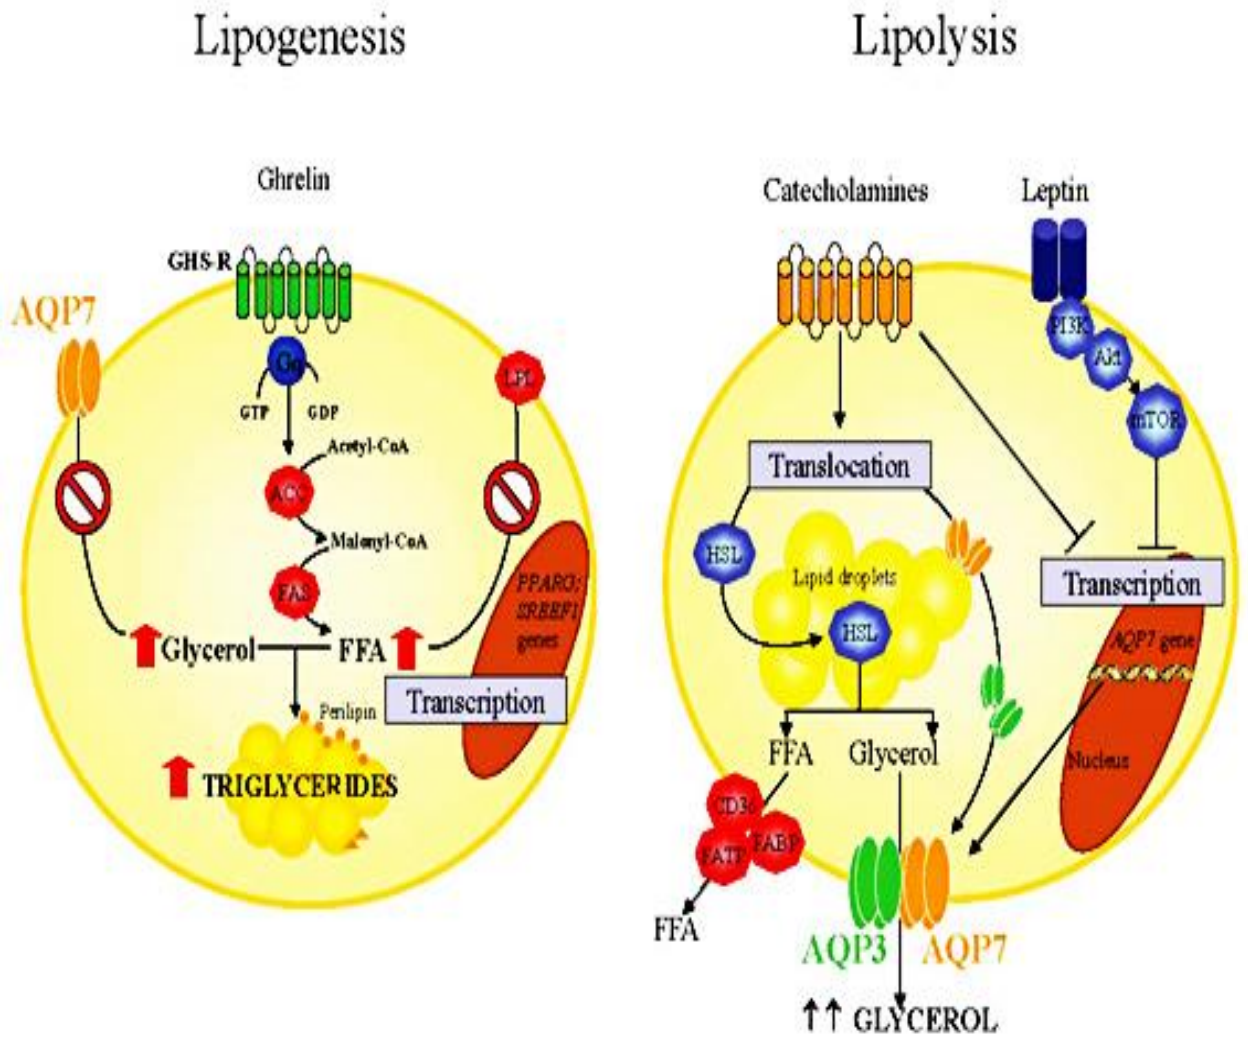 Lipogenesis
Ghrelin
GHS-R
AQP7
Gq
GTP
GDP
LPL
Acetyl-CoA
ACC
Malonyl-CoA
FAS
PPARG;
SREBF1
genes
Glycerol
FFA
Transcription
Perilipin
TRIGLYCERIDES
Lipolysis
Catecholamines
Leptin
PI3K
Akt
mTOR
Translocation
HSL
Lipid droplets
HSL
Transcription
AQP7 gene
Nucleus
FFA
Glycerol
CD36
FATP
FABP
FFA
AQP3
AQP7
↑↑ GLYCEROL